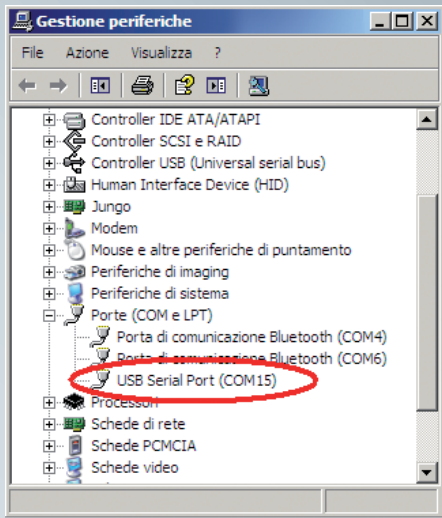 Gestione periferiche
File Azione Visualizza ?
Controller IDE ATA/ATAPI
Controller SCSI e RAID
Controller USB (Universal serial bus)
Human Interface Device (HID)
Jungo
Modem
Mouse e altre periferiche di puntamento
Periferiche di imaging
Periferiche di sistema
Porte (COM e LPT)
Porta di comunicazione Bluetooth (COM4)
Porta di comunicazione Bluetooth (COM6)
USB Serial Port (COM15)
Processori
Schede di rete
Schede PCMCIA
Schede video